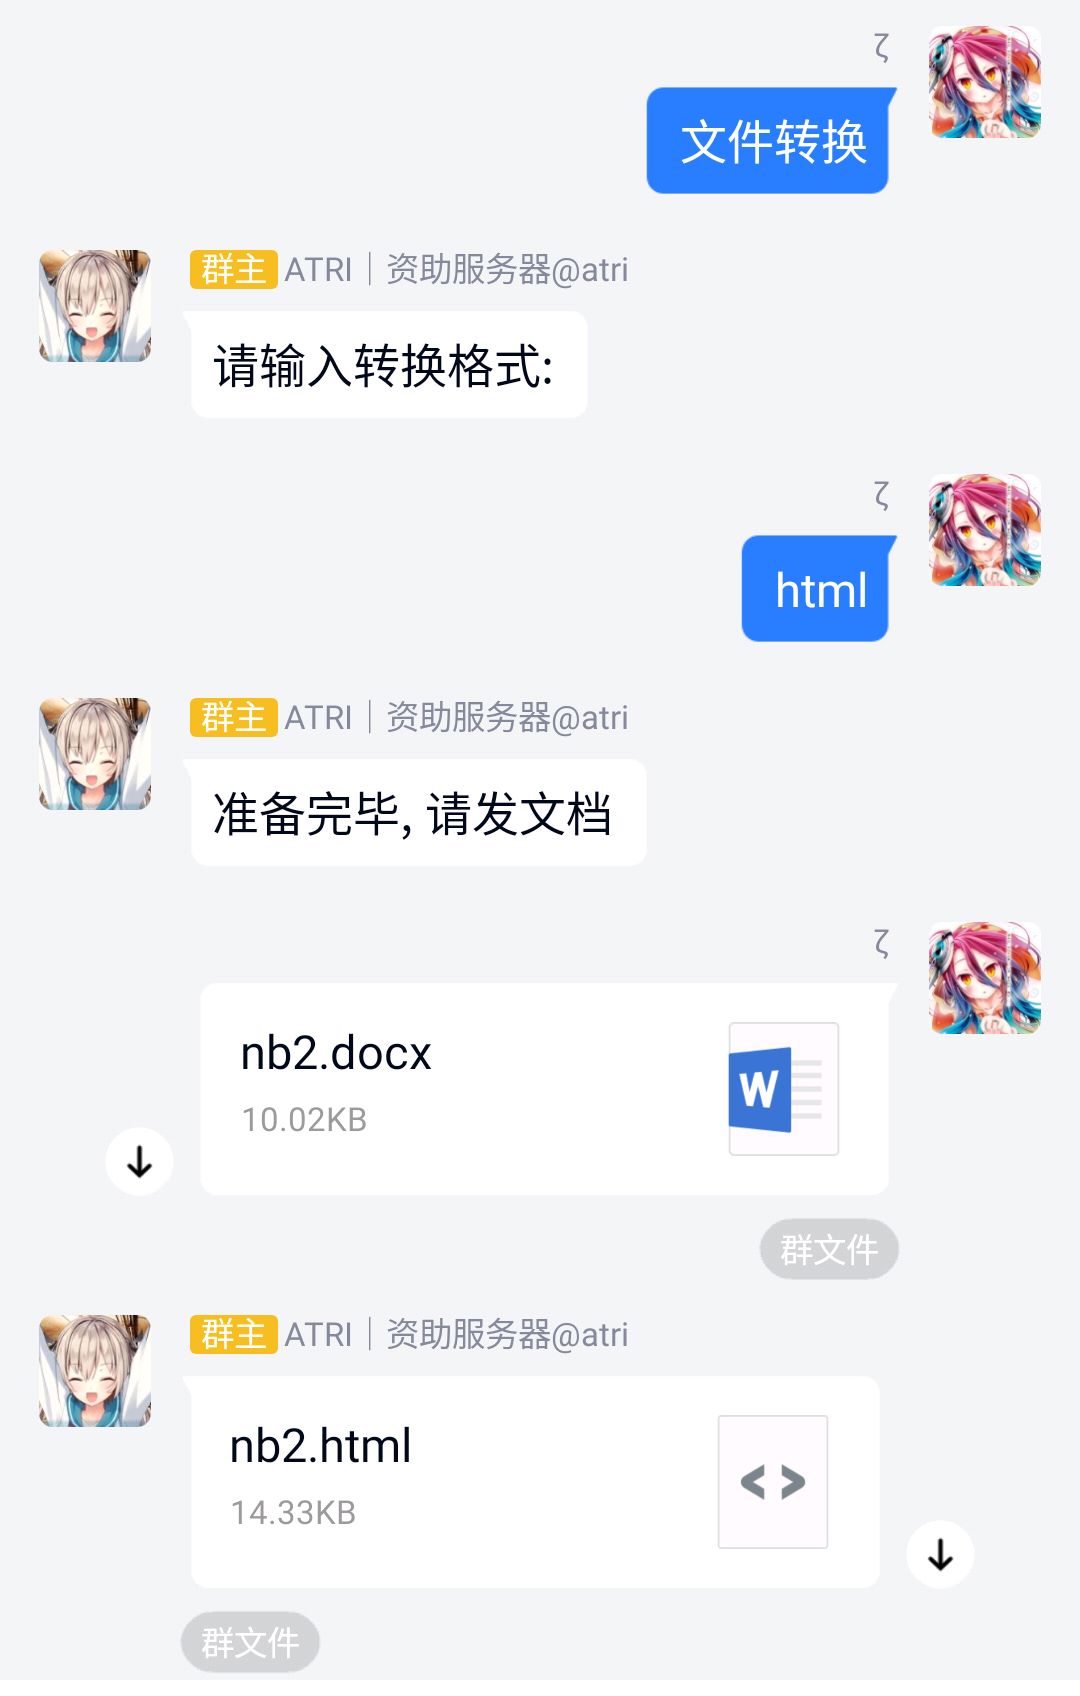 ζ
文件转换
群主 ATRI｜资助服务器@atri
请输入转换格式:
ζ
html
群主 ATRI｜资助服务器@atri
准备完毕, 请发文档
ζ
nb2.docx
10.02KB
W
群文件
群主 ATRI｜资助服务器@atri
nb2.html
14.33KB
群文件